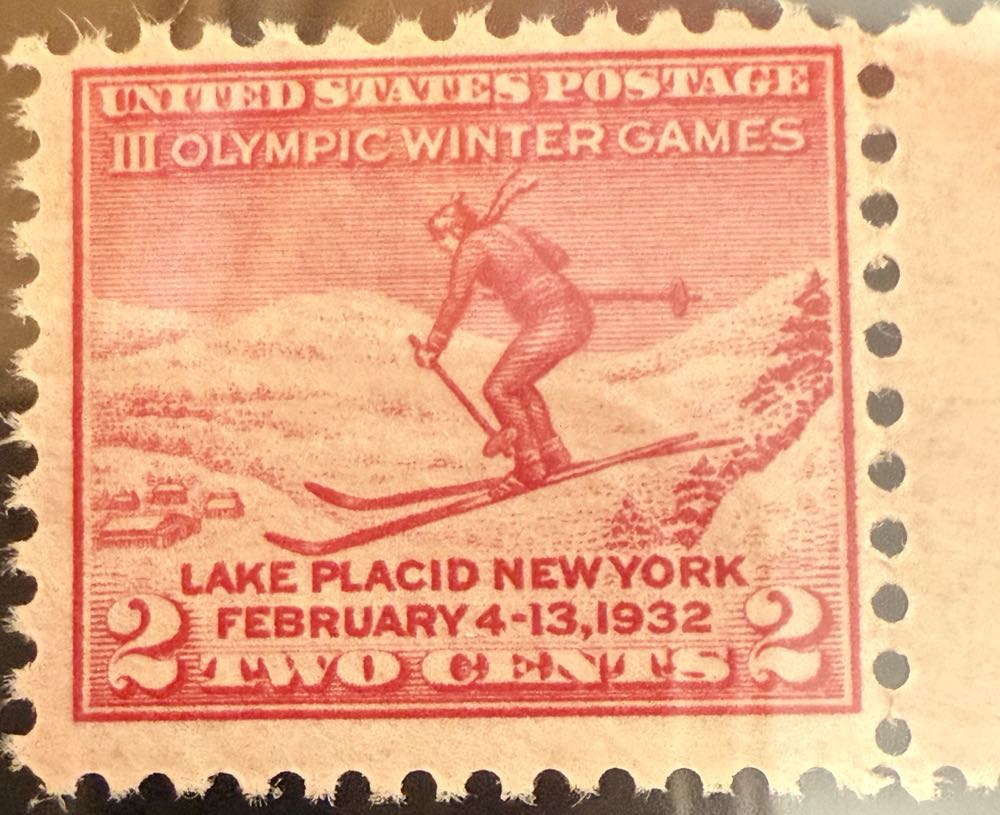 UNITED STATES POSTAGE
III OLYMPIC WINTER GAMES
LAKE PLACID NEW YORK
FEBRUARY 4-13, 1932
2 TWO CENTS 2